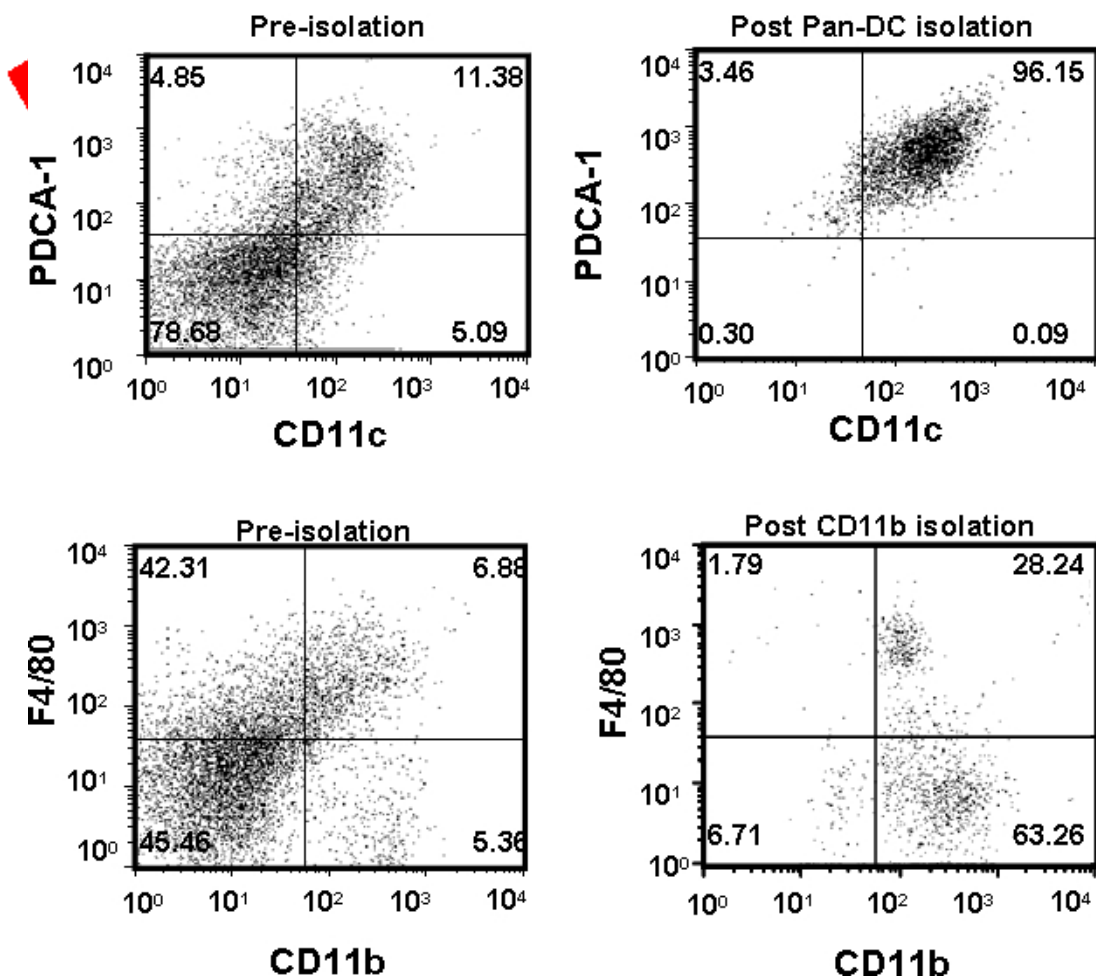 Pre-isolation
PDCA-1
10⁴
10³
10²
10¹
10⁰
4.85
11.38
78.68
5.09
10⁰ 10¹ 10² 10³ 10⁴
CD11c
Post Pan-DC isolation
PDCA-1
10⁴
10³
10²
10¹
10⁰
3.46
96.15
0.30
0.09
10⁰ 10¹ 10² 10³ 10⁴
CD11c
Pre-isolation
F4/80
10⁴
10³
10²
10¹
10⁰
42.31
6.88
45.46
5.36
10⁰ 10¹ 10² 10³ 10⁴
CD11b
Post CD11b isolation
F4/80
10⁴
10³
10²
10¹
10⁰
1.79
28.24
6.71
63.26
10⁰ 10¹ 10² 10³ 10⁴
CD11b